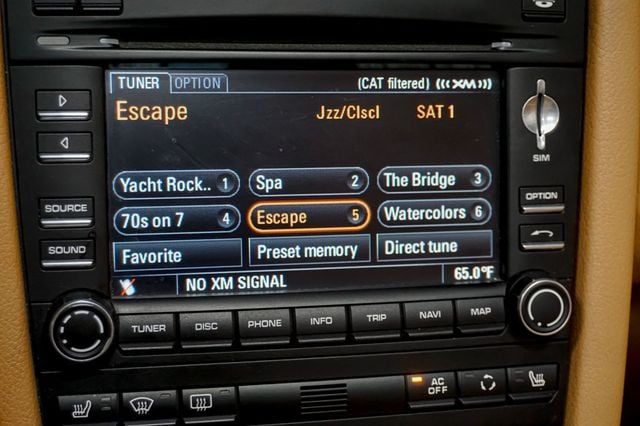 TUNER OPTION (CAT filtered) ((( XM )))
Escape Jzz/Clscl SAT 1
SIM
Yacht Rock.. 1 Spa 2 The Bridge 3
70s on 7 4 Escape 5 Watercolors 6
Favorite Preset memory Direct tune
NO XM SIGNAL 65.0°F
SOURCE
SOUND
OPTION
TUNER DISC PHONE INFO TRIP NAVI MAP
AC OFF